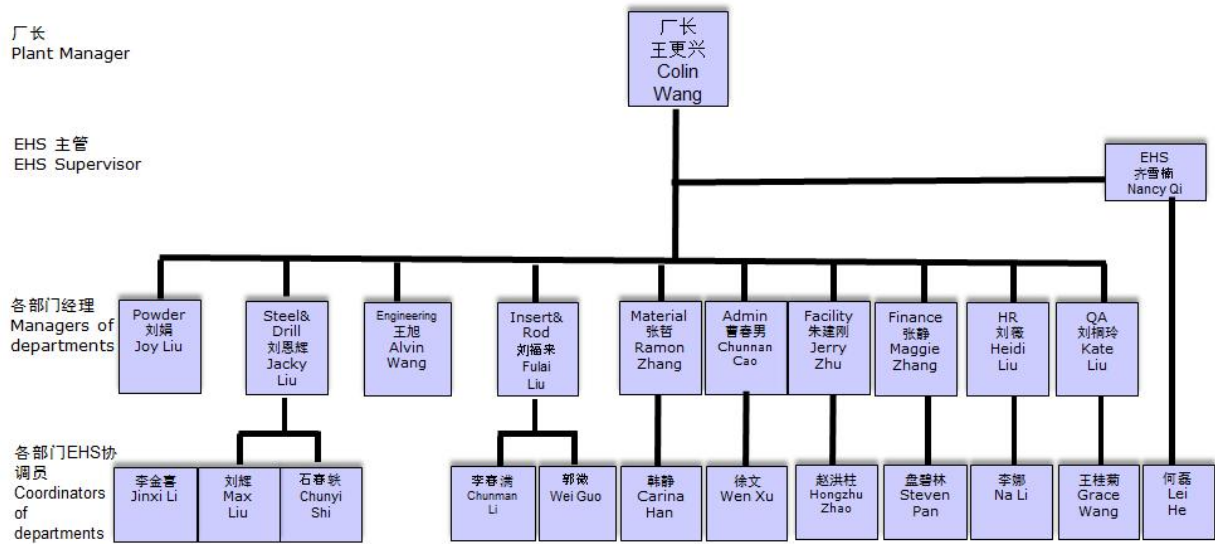 厂长
Plant Manager
厂长
王更兴
Colin
Wang
EHS 主管
EHS Supervisor
EHS
齐雪楠
Nancy Qi
各部门经理
Managers of
departments
Powder
刘娟
Joy Liu
Steel&
Drill
刘恩辉
Jacky
Liu
Engineering
王旭
Alvin
Wang
Insert&
Rod
刘福来
Fulai
Liu
Material
张哲
Ramon
Zhang
Admin
曹春男
Chunnan
Cao
Facility
朱建刚
Jerry
Zhu
Finance
张静
Maggie
Zhang
HR
刘薇
Heidi
Liu
QA
刘桐玲
Kate
Liu
各部门EHS协
调员
Coordinators
of
departments
李金喜
Jinxi Li
刘辉
Max
Liu
石春轶
Chunyi
Shi
李春满
Chunman
Li
郭微
Wei Guo
韩静
Carina
Han
徐文
Wen Xu
赵洪柱
Hongzhu
Zhao
盘碧林
Steven
Pan
李娜
Na Li
王桂菊
Grace
Wang
何磊
Lei
He